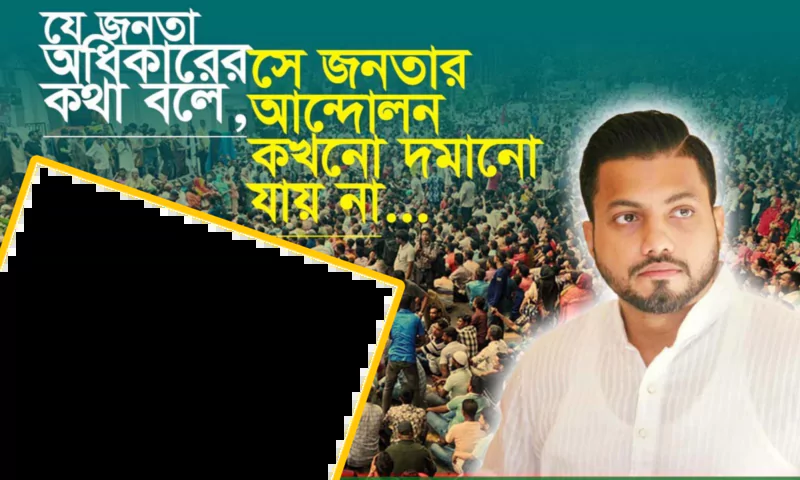 যে জনতা
অধিকারের
কথা বলে,
সে জনতার
আন্দোলন
কখনো দমানো
যায় না...